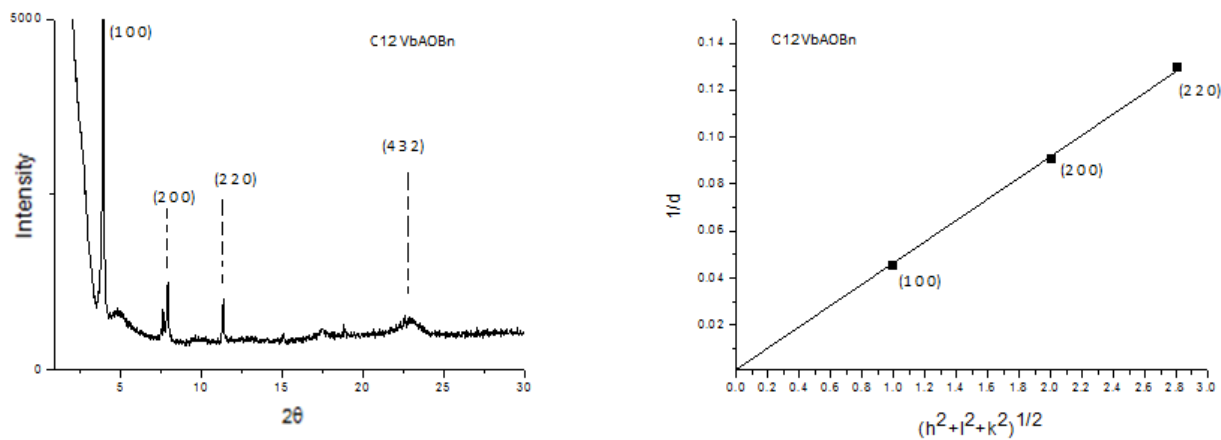 5000
(1 0 0)
C12 VbAOBn
(4 3 2)
(2 2 0)
(2 0 0)
Intensity
0
5 10 15 20 25 30
2θ
0.14
C12VbAOBn
0.12
(2 2 0)
0.10
(2 0 0)
0.08
1/d
0.06
0.04
(1 0 0)
0.02
0.0 0.2 0.4 0.6 0.8 1.0 1.2 1.4 1.6 1.8 2.0 2.2 2.4 2.6 2.8 3.0
(h²+l²+k²)^1/2